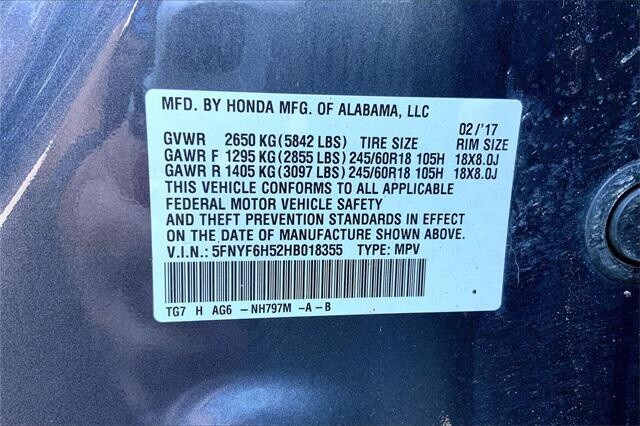 MFD. BY HONDA MFG. OF ALABAMA, LLC
02/'17
GVWR 2650 KG(5842 LBS) TIRE SIZE RIM SIZE
GAWR F 1295 KG(2855 LBS) 245/60R18 105H 18X8.0J
GAWR R 1405 KG(3097 LBS) 245/60R18 105H 18X8.0J
THIS VEHICLE CONFORMS TO ALL APPLICABLE
FEDERAL MOTOR VEHICLE SAFETY
AND THEFT PREVENTION STANDARDS IN EFFECT
ON THE DATE OF MANUFACTURE SHOWN ABOVE.
V.I.N.: 5FNYF6H52HB018355 TYPE: MPV
TG7 H AG6 -NH797M -A-B